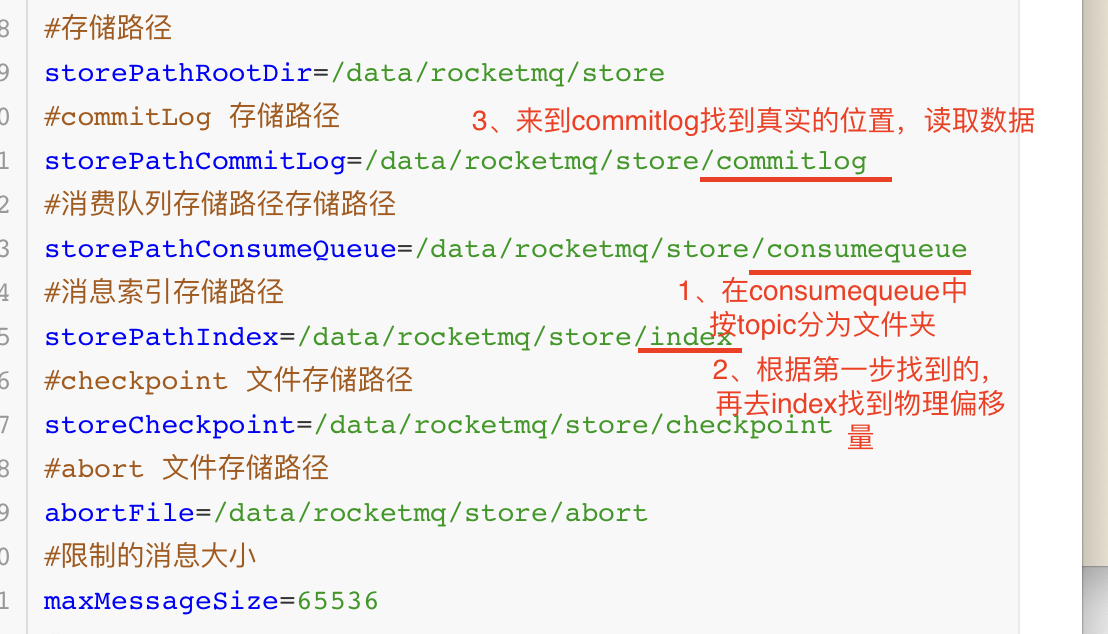 8 #存储路径
9 storePathRootDir=/data/rocketmq/store
0 #commitLog 存储路径
3、来到commitlog找到真实的位置，读取数据
1 storePathCommitLog=/data/rocketmq/store/commitlog
2 #消费队列存储路径存储路径
3 storePathConsumeQueue=/data/rocketmq/store/consumequeue
4 #消息索引存储路径
1、在consumequeue中
按topic分为文件夹
5 storePathIndex=/data/rocketmq/store/index
6 #checkpoint 文件存储路径
2、根据第一步找到的，
再去index找到物理偏移
量
7 storeCheckpoint=/data/rocketmq/store/checkpoint
8 #abort 文件存储路径
9 abortFile=/data/rocketmq/store/abort
0 #限制的消息大小
1 maxMessageSize=65536